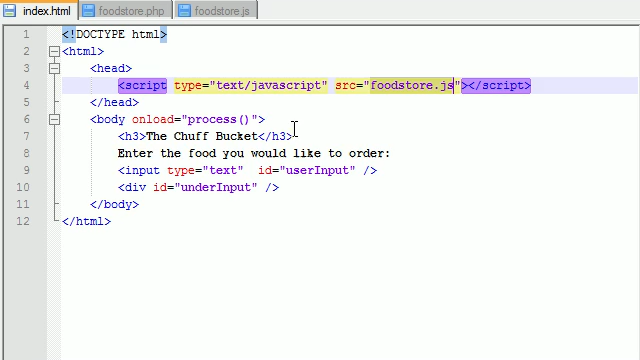 index.html foodstore.php foodstore.js
1 <!DOCTYPE html>
2 <html>
3 <head>
4 <script type="text/javascript" src="foodstore.js"></script>
5 </head>
6 <body onload="process()">
7 <h3>The Chuff Bucket</h3>
8 Enter the food you would like to order:
9 <input type="text" id="userInput" />
10 <div id="underInput" />
11 </body>
12 </html>